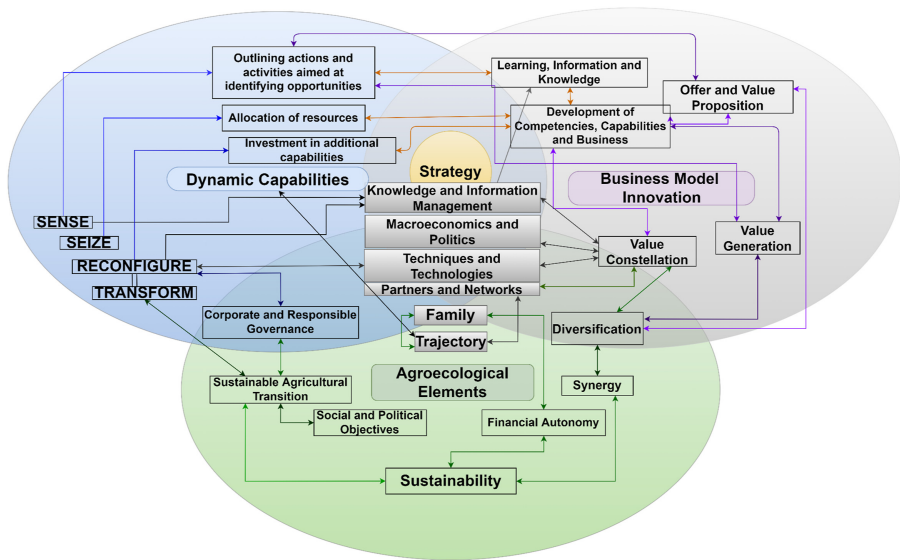 Outlining actions and
activities aimed at
identifying opportunities
Learning, Information and
Knowledge
Offer and Value
Proposition
Allocation of resources
Development of
Competencies, Capabilities
and Business
Investment in additional
capabilities
Strategy
Dynamic Capabilities
Business Model
Innovation
Knowledge and Information
Management
SENSE
SEIZE
RECONFIGURE
TRANSFORM
Macroeconomics and
Politics
Techniques and
Technologies
Partners and Networks
Value
Constellation
Value
Generation
Corporate and Responsible
Governance
Family
Trajectory
Diversification
Agroecological
Elements
Sustainable Agricultural
Transition
Synergy
Social and Political
Objectives
Financial Autonomy
Sustainability